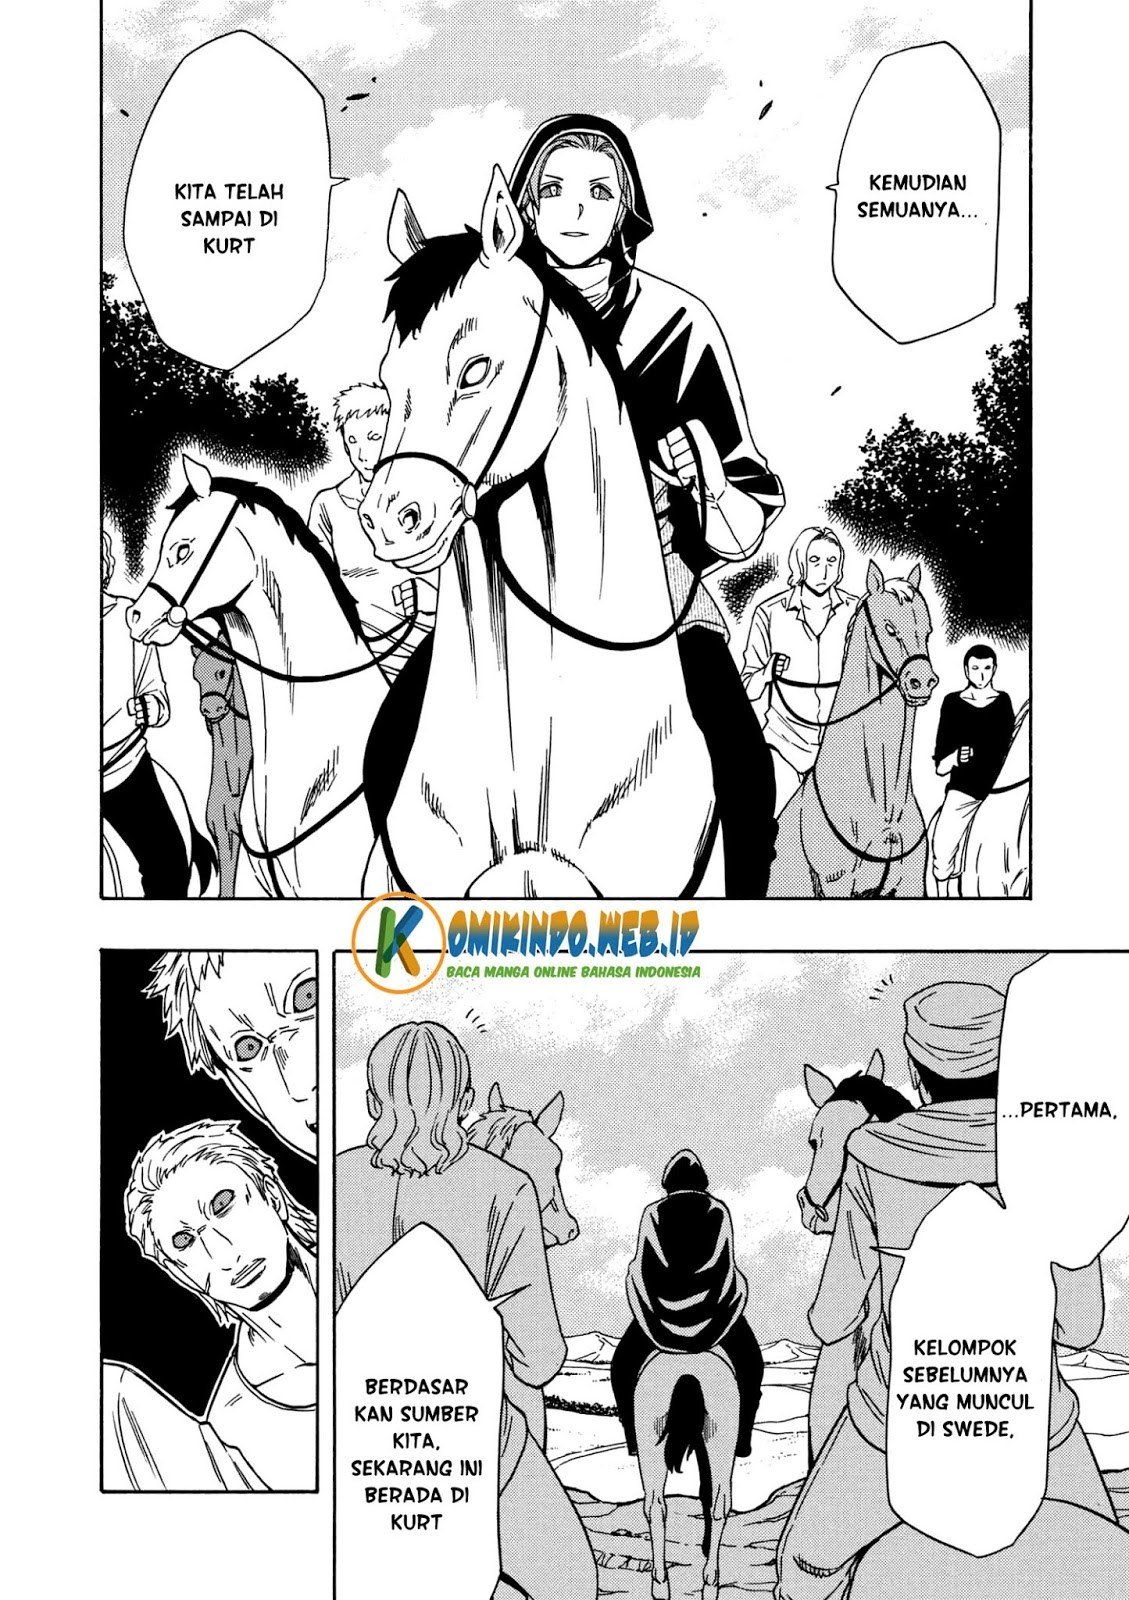 KEMUDIAN
SEMUANYA...
KITA TELAH
SAMPAI DI
KURT
KOMIKINDO.WEB.ID
BACA MANGA ONLINE BAHASA INDONESIA
...PERTAMA,
KELOMPOK
SEBELUMNYA
YANG MUNCUL
DI SWEDE,
BERDASAR
KAN SUMBER
KITA,
SEKARANG INI
BERADA DI
KURT